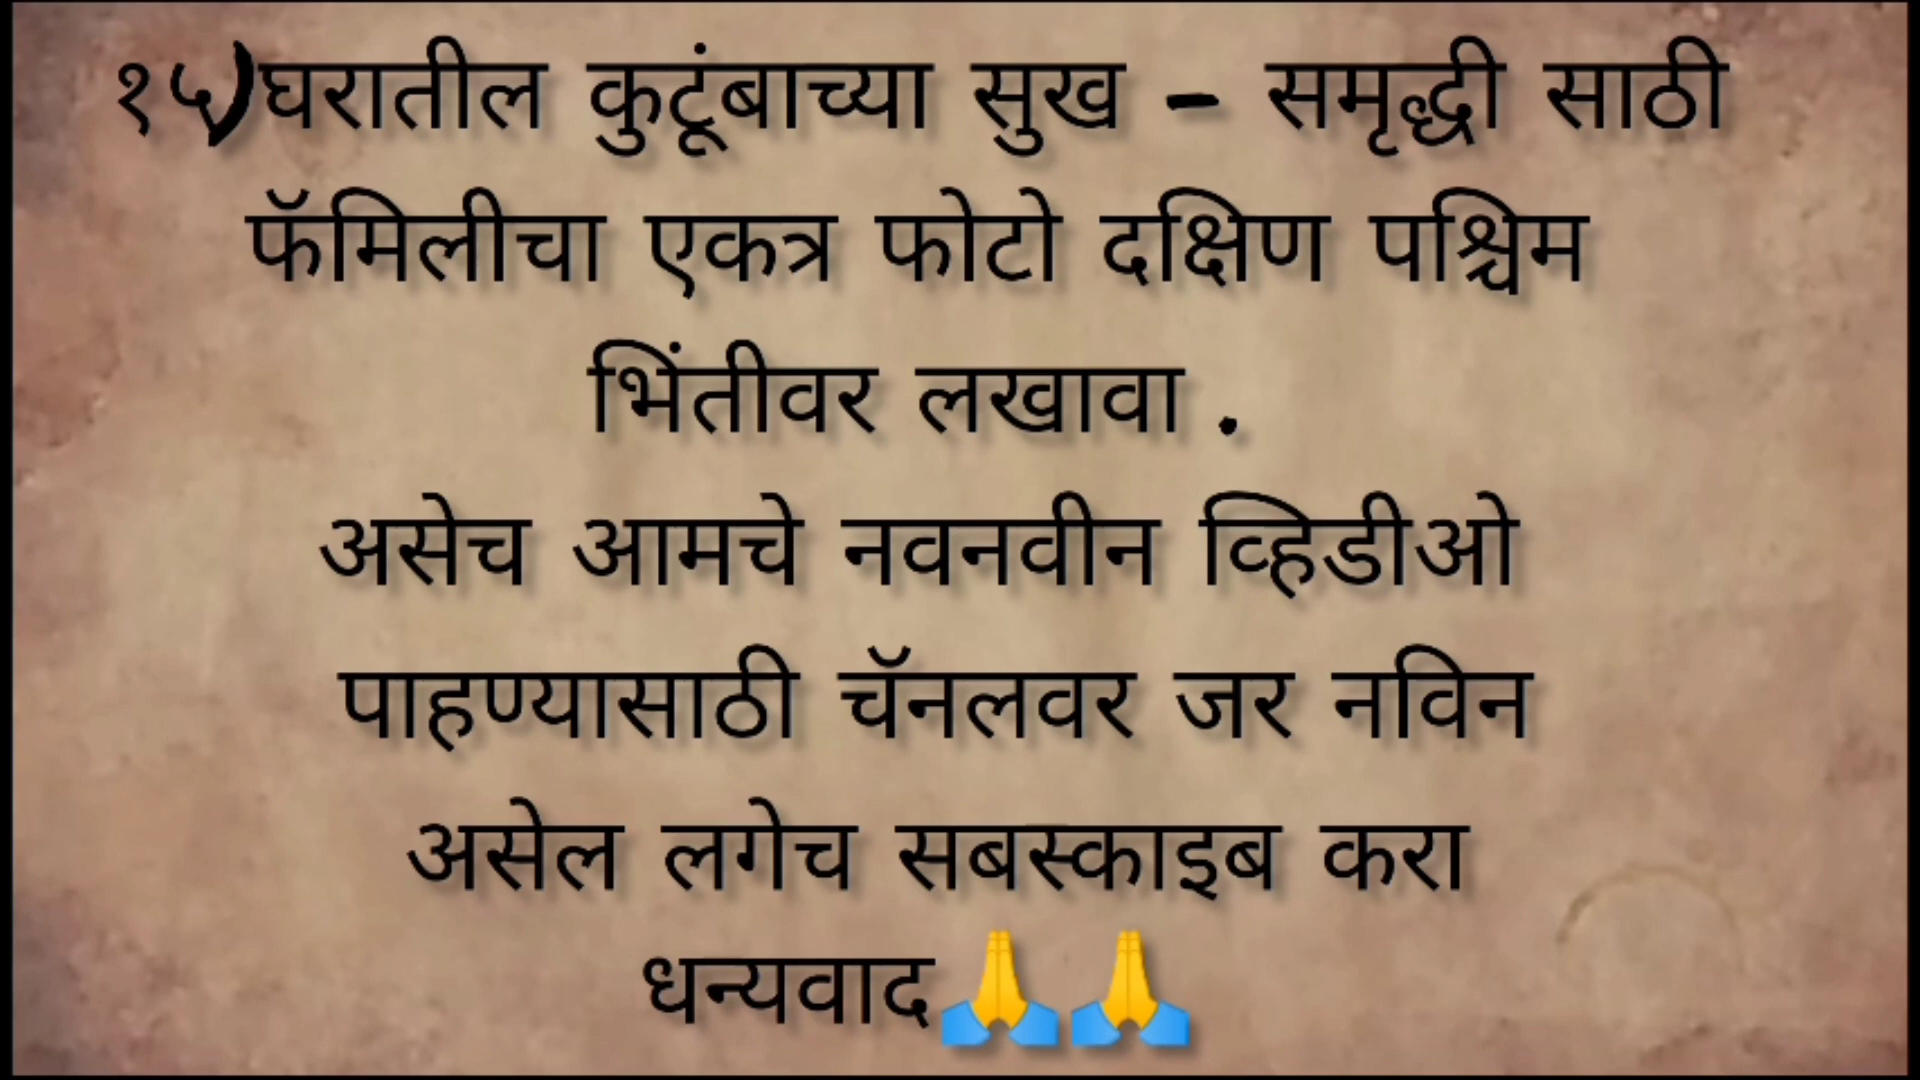 १५)घरातील कुटूंबाच्या सुख - समृद्धी साठी
फॅमिलीचा एकत्र फोटो दक्षिण पश्चिम
भिंतीवर लखावा .
असेच आमचे नवनवीन व्हिडीओ
पाहण्यासाठी चॅनलवर जर नविन
असेल लगेच सबस्काइब करा
धन्यवाद🙏🙏